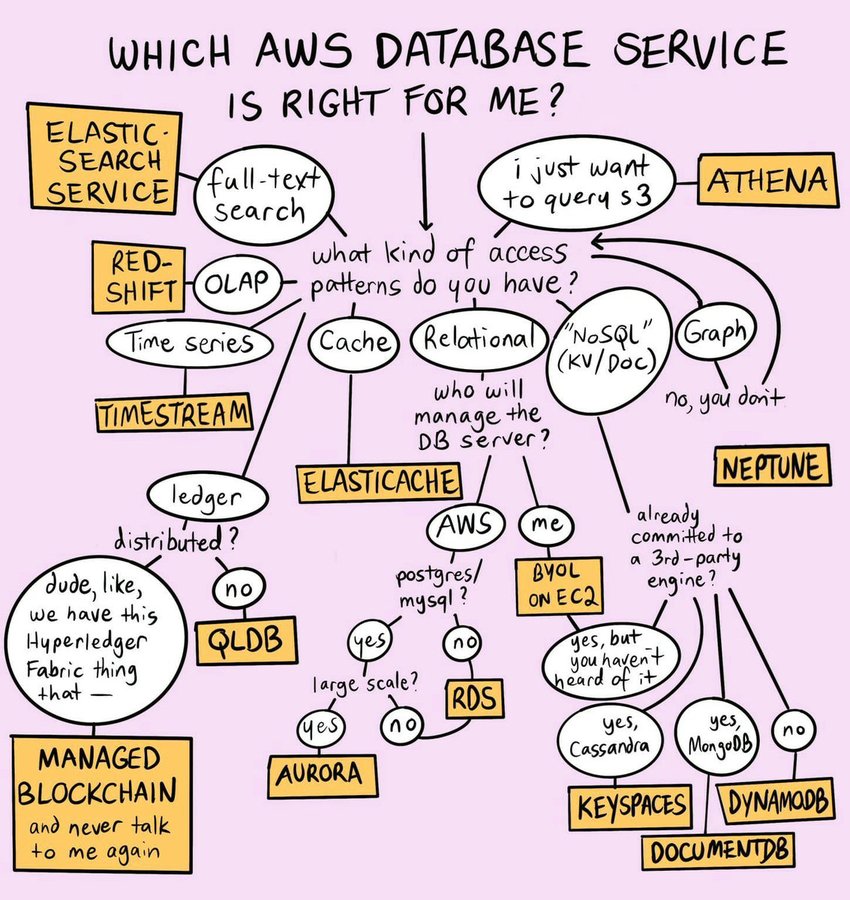 WHICH AWS DATABASE SERVICE
IS RIGHT FOR ME?
ELASTIC-
SEARCH
SERVICE
full-text
search
i just want
to query s3
ATHENA
what kind of access
patterns do you have?
RED-
SHIFT
OLAP
Time series
TIMESTREAM
Cache
ELASTICACHE
Relational
who will
manage the
DB server?
"NoSQL"
(KV/DOC)
Graph
no, you don't
NEPTUNE
ledger
distributed?
dude, like,
we have this
Hyperledger
Fabric thing
that —
MANAGED
BLOCKCHAIN
and never talk
to me again
no
QLDB
AWS
postgres/
mysql?
yes
large scale?
yes
AURORA
no
no
RDS
me
BYOL
ON EC2
already
committed to
a 3rd-party
engine?
yes, but
you haven't
heard of it
yes,
Cassandra
KEYSPACES
yes,
MongoDB
DOCUMENTDB
no
DYNAMODB